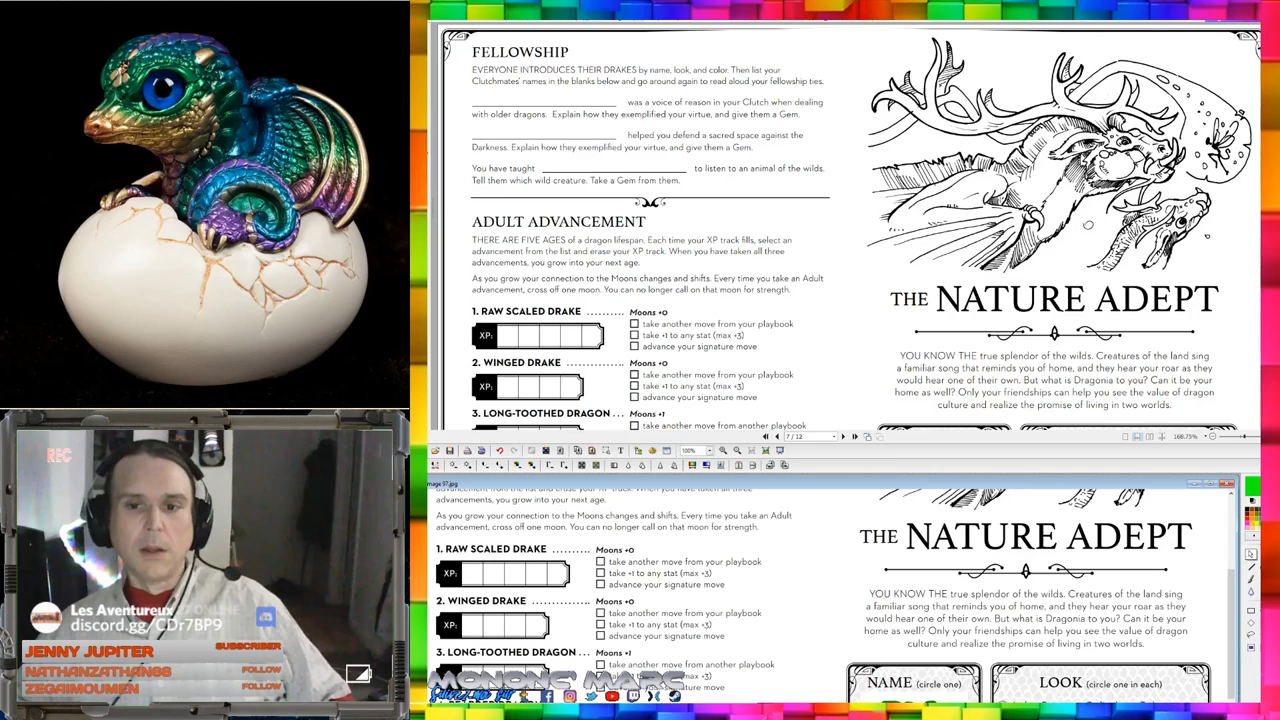 FELLOWSHIP
EVERYONE INTRODUCES THEIR DRAKES by name, look, and color. Then list your
Clutchmates' names in the blanks below and go around again to read aloud your fellowship ties.
was a voice of reason in your Clutch when dealing
with older dragons. Explain how they exemplified your virtue, and give them a Gem.
helped you defend a sacred space against the
Darkness. Explain how they exemplified your virtue, and give them a Gem.
You have taught to listen to an animal of the wilds.
Tell them which wild creature. Take a Gem from them.
ADULT ADVANCEMENT
THERE ARE FIVE AGES of a dragon lifespan. Each time your XP track fills, select an
advancement from the list and erase your XP track. When you have taken all three
advancements, you grow into your next age.
As you grow your connection to the Moons changes and shifts. Every time you take an Adult
advancement, cross off one moon. You can no longer call on that moon for strength.
1. RAW SCALED DRAKE .......... Moons +0
XP:
take another move from your playbook
take +1 to any stat (max +3)
advance your signature move
2. WINGED DRAKE ............... Moons +0
XP:
take another move from your playbook
take +1 to any stat (max +3)
advance your signature move
3. LONG-TOOTHED DRAGON ... Moons +1
take another move from another playbook
THE NATURE ADEPT
YOU KNOW THE true splendor of the wilds. Creatures of the land sing
a familiar song that reminds you of home, and they hear your roar as they
would hear one of their own. But what is Dragonia to you? Can it be your
home as well? Only your friendships can help you see the value of dragon
culture and realize the promise of living in two worlds.
7 / 12
168.75%
100%
advancements, you grow into your next age.
As you grow your connection to the Moons changes and shifts. Every time you take an Adult
advancement, cross off one moon. You can no longer call on that moon for strength.
1. RAW SCALED DRAKE .......... Moons +0
XP:
take another move from your playbook
take +1 to any stat (max +3)
advance your signature move
2. WINGED DRAKE ............... Moons +0
XP:
take another move from your playbook
take +1 to any stat (max +3)
advance your signature move
3. LONG-TOOTHED DRAGON ... Moons +1
take another move from another playbook
THE NATURE ADEPT
YOU KNOW THE true splendor of the wilds. Creatures of the land sing
a familiar song that reminds you of home, and they hear your roar as they
would hear one of their own. But what is Dragonia to you? Can it be your
home as well? Only your friendships can help you see the value of dragon
culture and realize the promise of living in two worlds.
NAME (circle one)
LOOK (circle one in each)
REC
Les Aventureux
ONLINE
discord.gg/CDr7BP9
JENNY JUPITER SUBSCRIBER
NATHANZATHAN88 FOLLOW
ZEGAIMOUMEN FOLLOW